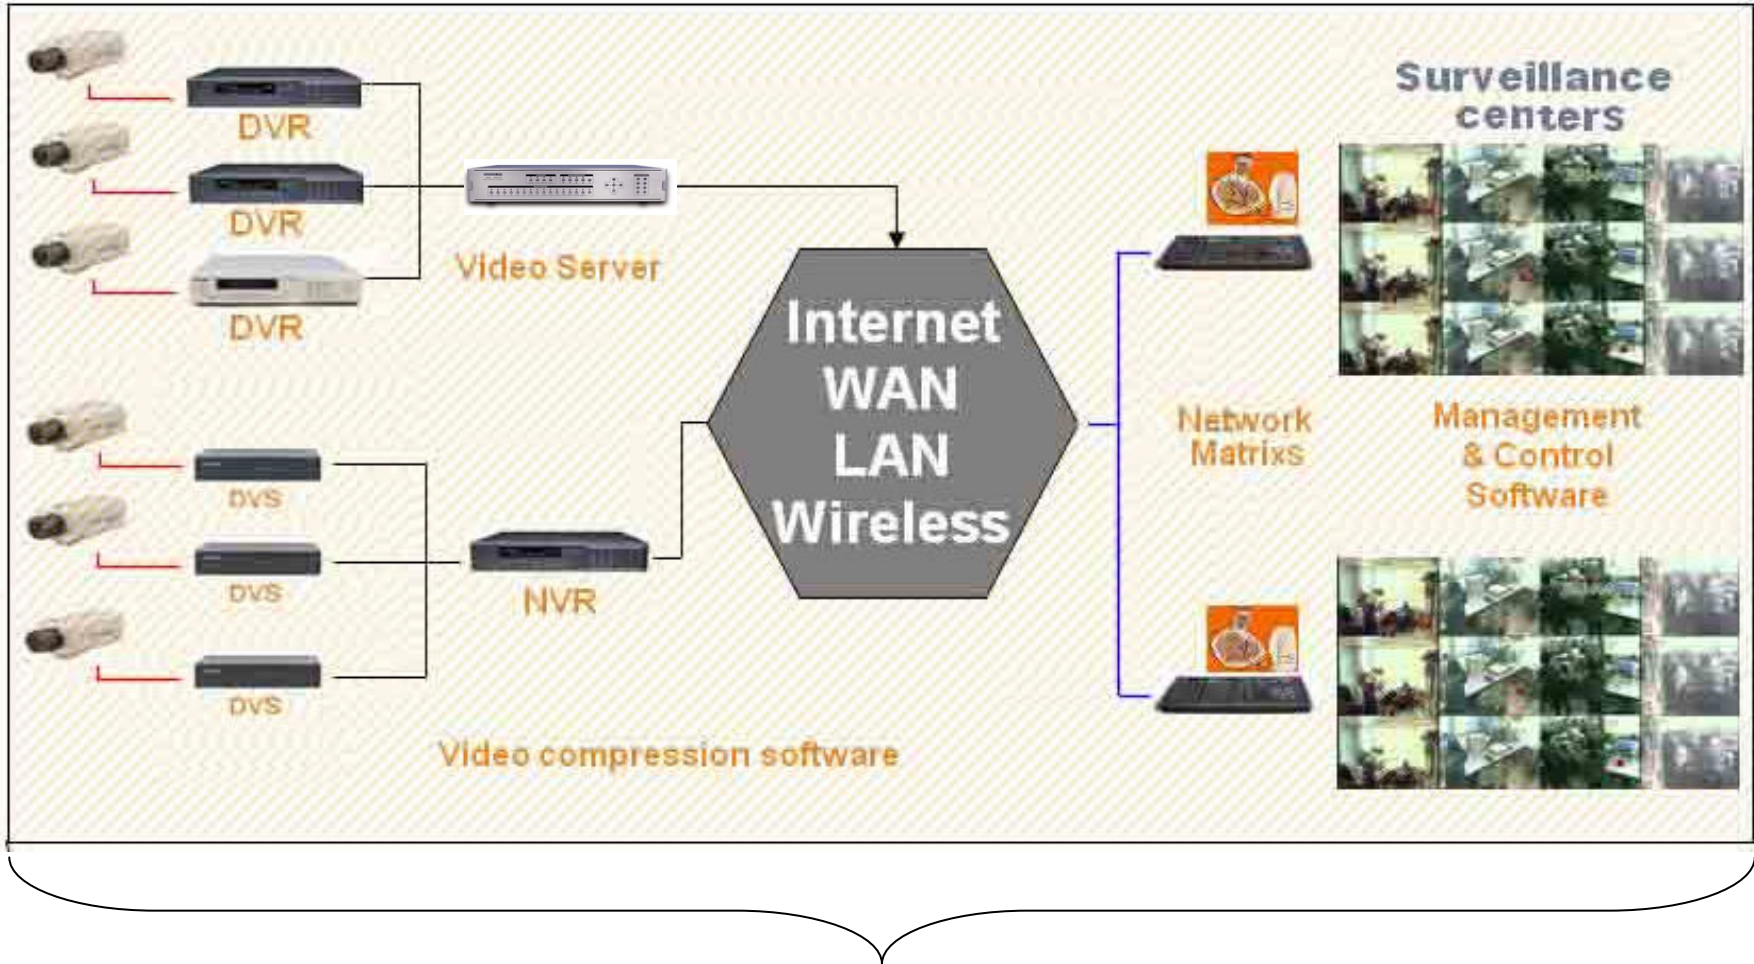 Surveillance
centers
DVR
DVR
Video Server
DVR
Internet
WAN
LAN
Wireless
Network
Matrixs
Management
& Control
Software
DVS
DVS
NVR
DVS
Video compression software